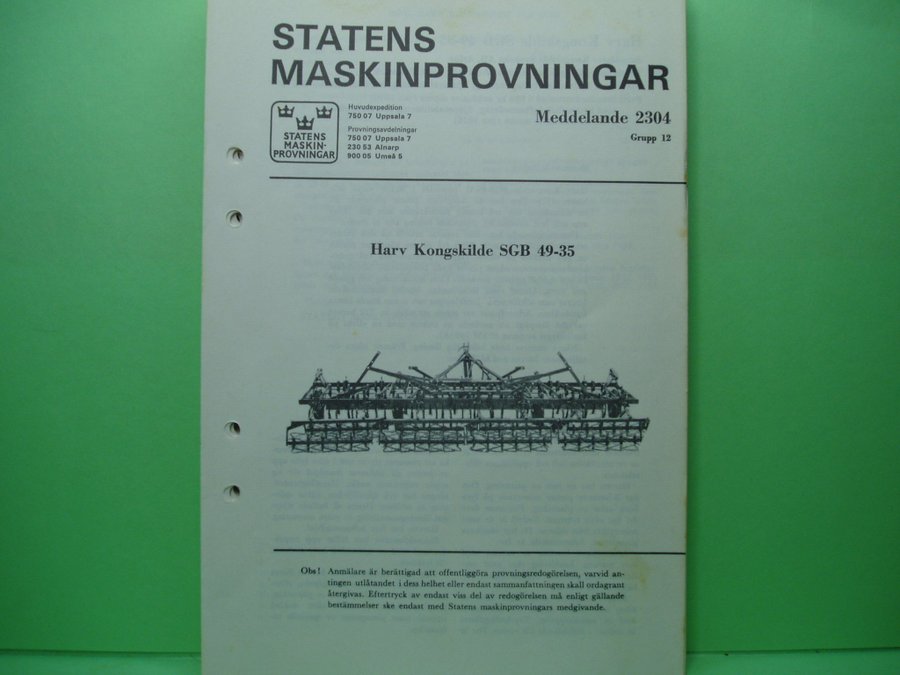 STATENS
MASKINPROVNINGAR
STATENS
MASKIN-
PROVNINGAR
Huvudexpedition
750 07 Uppsala 7
Provningsavdelningar
750 07 Uppsala 7
230 53 Alnarp
900 05 Umeå 5
Meddelande 2304
Grupp 12
Harv Kongskilde SGB 49-35
Obs! Anmälare är berättigad att offentliggöra provningsredogörelsen, varvid an-
tingen utlåtandet i dess helhet eller endast sammanfattningen skall ordagrant
återgivas. Eftertryck av endast viss del av redogörelsen må enligt gällande
bestämmelser ske endast med Statens maskinprovningars medgivande.